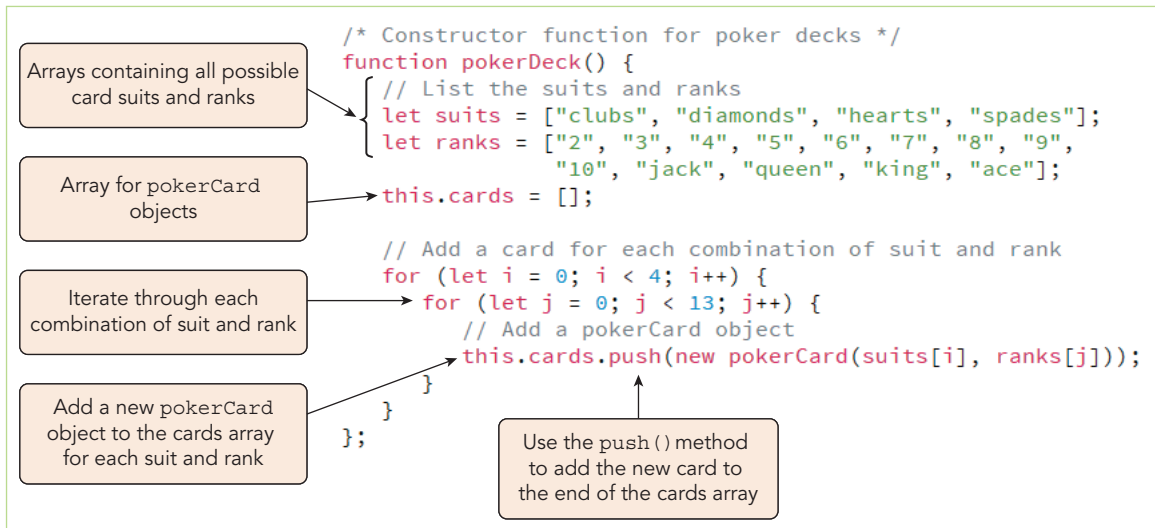 /* Constructor function for poker decks */
function pokerDeck() {
// List the suits and ranks
let suits = ["clubs", "diamonds", "hearts", "spades"];
let ranks = ["2", "3", "4", "5", "6", "7", "8", "9",
"10", "jack", "queen", "king", "ace"];
this.cards = [];
// Add a card for each combination of suit and rank
for (let i = 0; i < 4; i++) {
for (let j = 0; j < 13; j++) {
// Add a pokerCard object
this.cards.push(new pokerCard(suits[i], ranks[j]));
}
}
};
Arrays containing all possible
card suits and ranks
Array for pokerCard
objects
Iterate through each
combination of suit and rank
Add a new pokerCard
object to the cards array
for each suit and rank
Use the push() method
to add the new card to
the end of the cards array